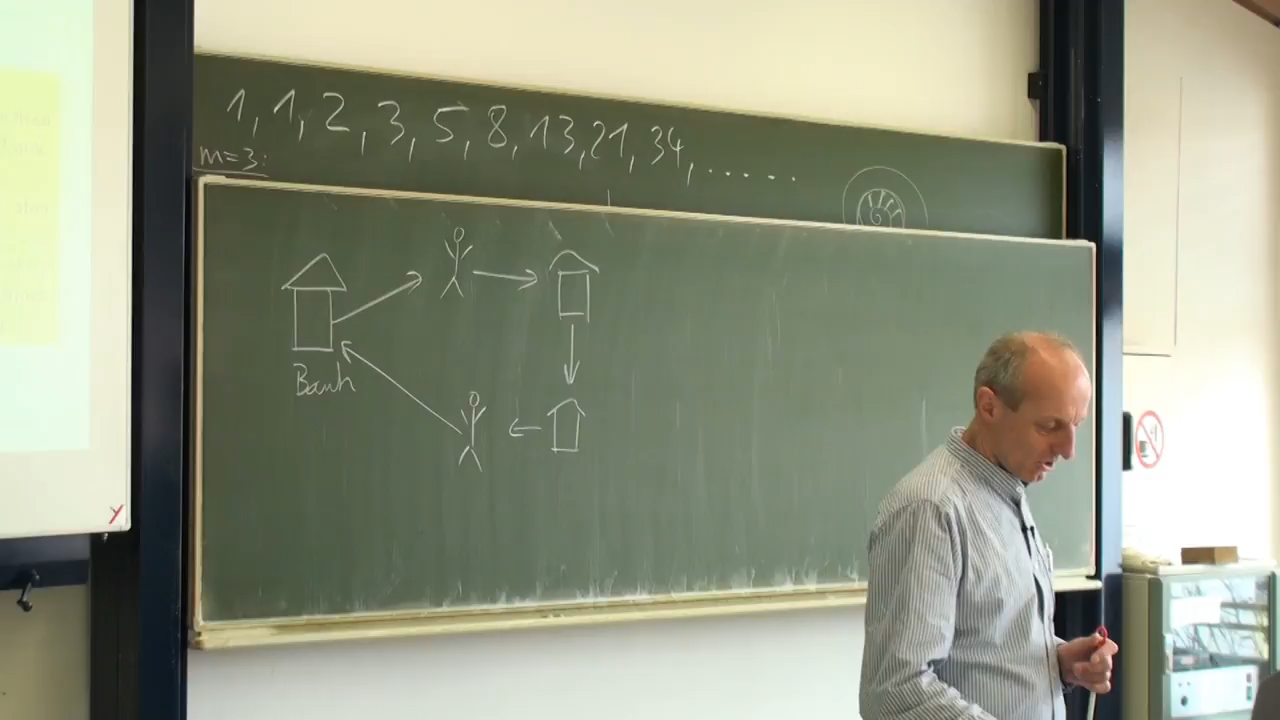 1, 1, 2, 3, 5, 8, 13, 21, 34, .....
m=3:
Bank